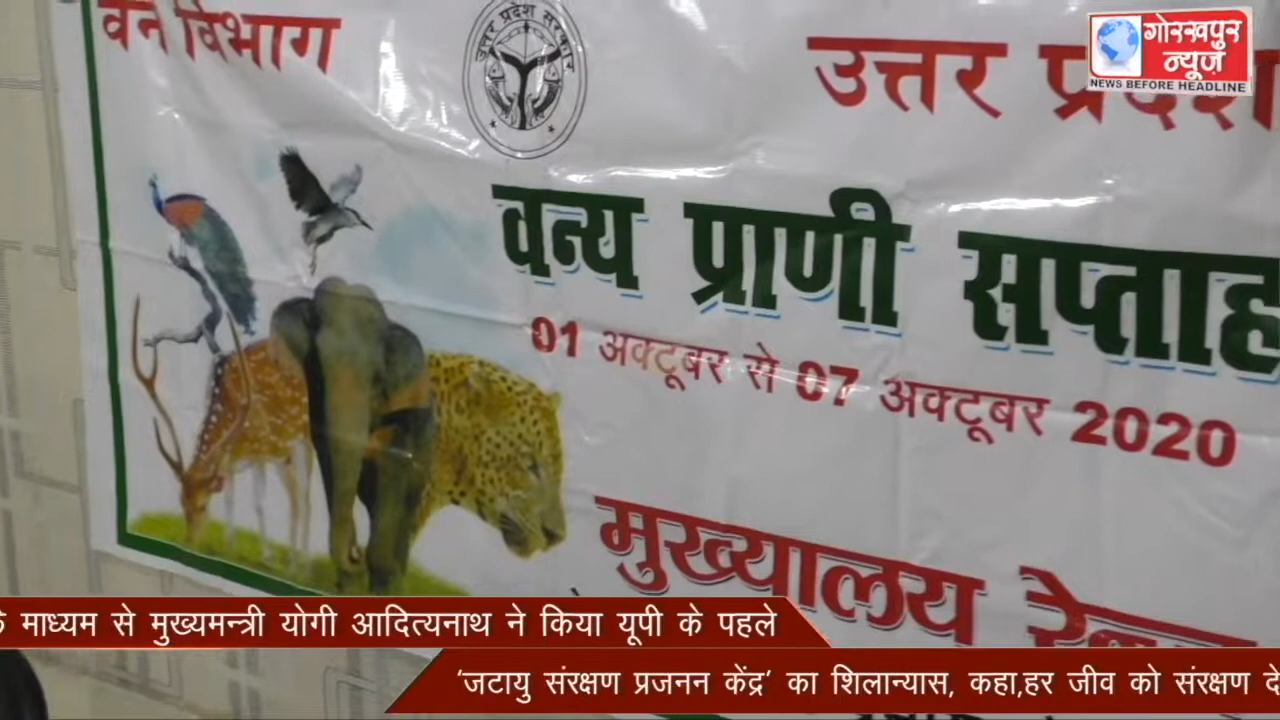 वन विभाग
उत्तर प्रदेश सरकार
उत्तर प्रदेश
गोरखपुर
न्यूज़
NEWS BEFORE HEADLINE
वन्य प्राणी सप्ताह
01 अक्टूबर से 07 अक्टूबर 2020
मुख्यालय
माध्यम से मुख्यमन्त्री योगी आदित्यनाथ ने किया यूपी के पहले
‘जटायु संरक्षण प्रजनन केंद्र’ का शिलान्यास, कहा,हर जीव को संरक्षण दे